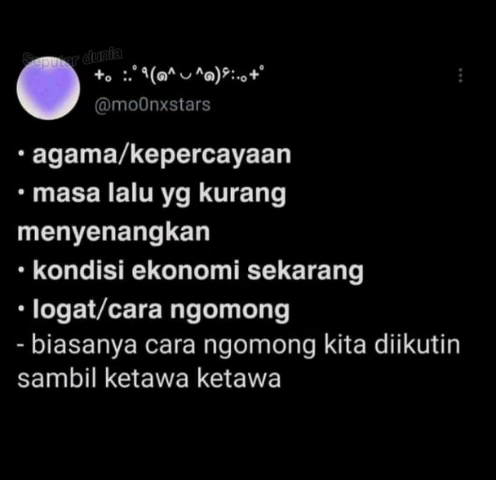 Seputar dunia
+｡ :.ﾟ٩(๑^ ᴗ ^๑)۶:.｡+ﾟ
@mo0nxstars
• agama/kepercayaan
• masa lalu yg kurang
menyenangkan
• kondisi ekonomi sekarang
• logat/cara ngomong
- biasanya cara ngomong kita diikutin
sambil ketawa ketawa